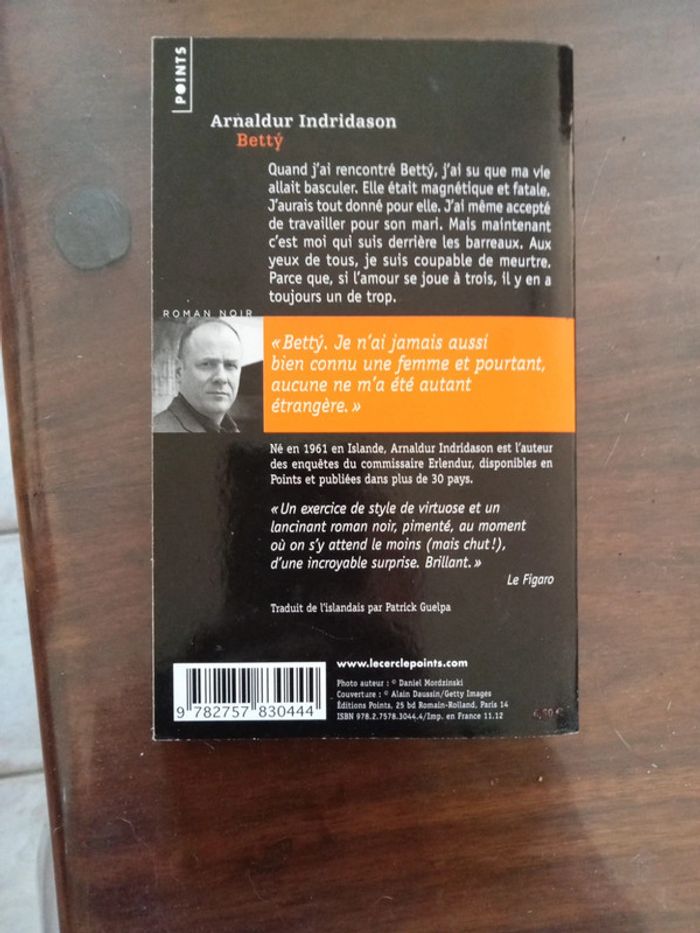 POINTS
Arnaldur Indridason
Bettý
Quand j'ai rencontré Bettý, j'ai su que ma vie
allait basculer. Elle était magnétique et fatale.
J'aurais tout donné pour elle. J'ai même accepté
de travailler pour son mari. Mais maintenant
c'est moi qui suis derrière les barreaux. Aux
yeux de tous, je suis coupable de meurtre.
Parce que, si l'amour se joue à trois, il y en a
toujours un de trop.
ROMAN NOIR
« Bettý. Je n'ai jamais aussi
bien connu une femme et pourtant,
aucune ne m'a été autant
étrangère. »
Né en 1961 en Islande, Arnaldur Indridason est l'auteur
des enquêtes du commissaire Erlendur, disponibles en
Points et publiées dans plus de 30 pays.
« Un exercice de style de virtuose et un
lancinant roman noir, pimenté, au moment
où on s'y attend le moins (mais chut !),
d'une incroyable surprise. Brillant. »
Le Figaro
Traduit de l'islandais par Patrick Guelpa
www.lecerclepoints.com
Photo auteur : © Daniel Mordzinski
Couverture : © Alain Daussin/Getty Images
Éditions Points, 25 bd Romain-Rolland, Paris 14
ISBN 978.2.7578.3044.4/Imp. en France 11.12
9 782757 830444
6,50 €